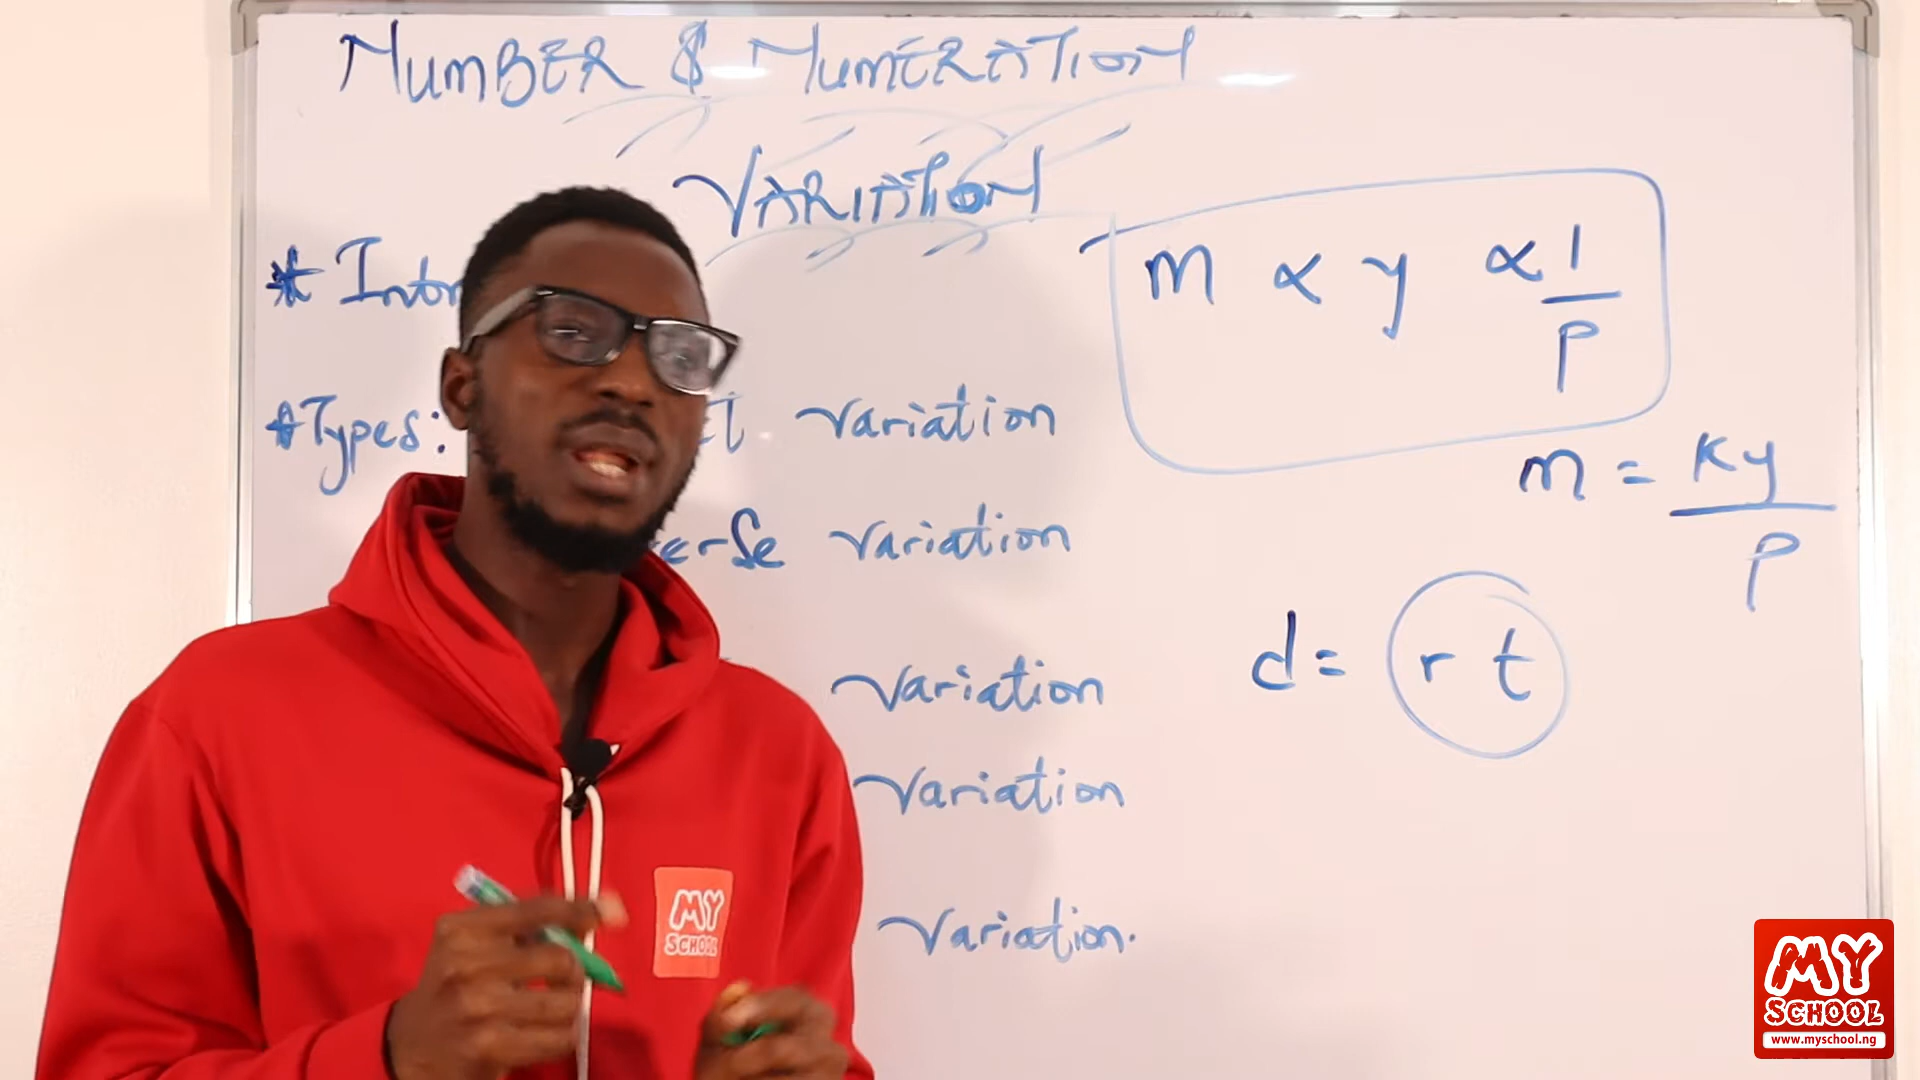 NUMBER & NUMERATION
VARIATION
* Intr
m ∝ y ∝ 1/p
* Types: variation
m = ky/p
erse variation
d = r t
variation
variation
variation.
MY
SCHOOL
MY
SCHOOL
www.myschool.ng